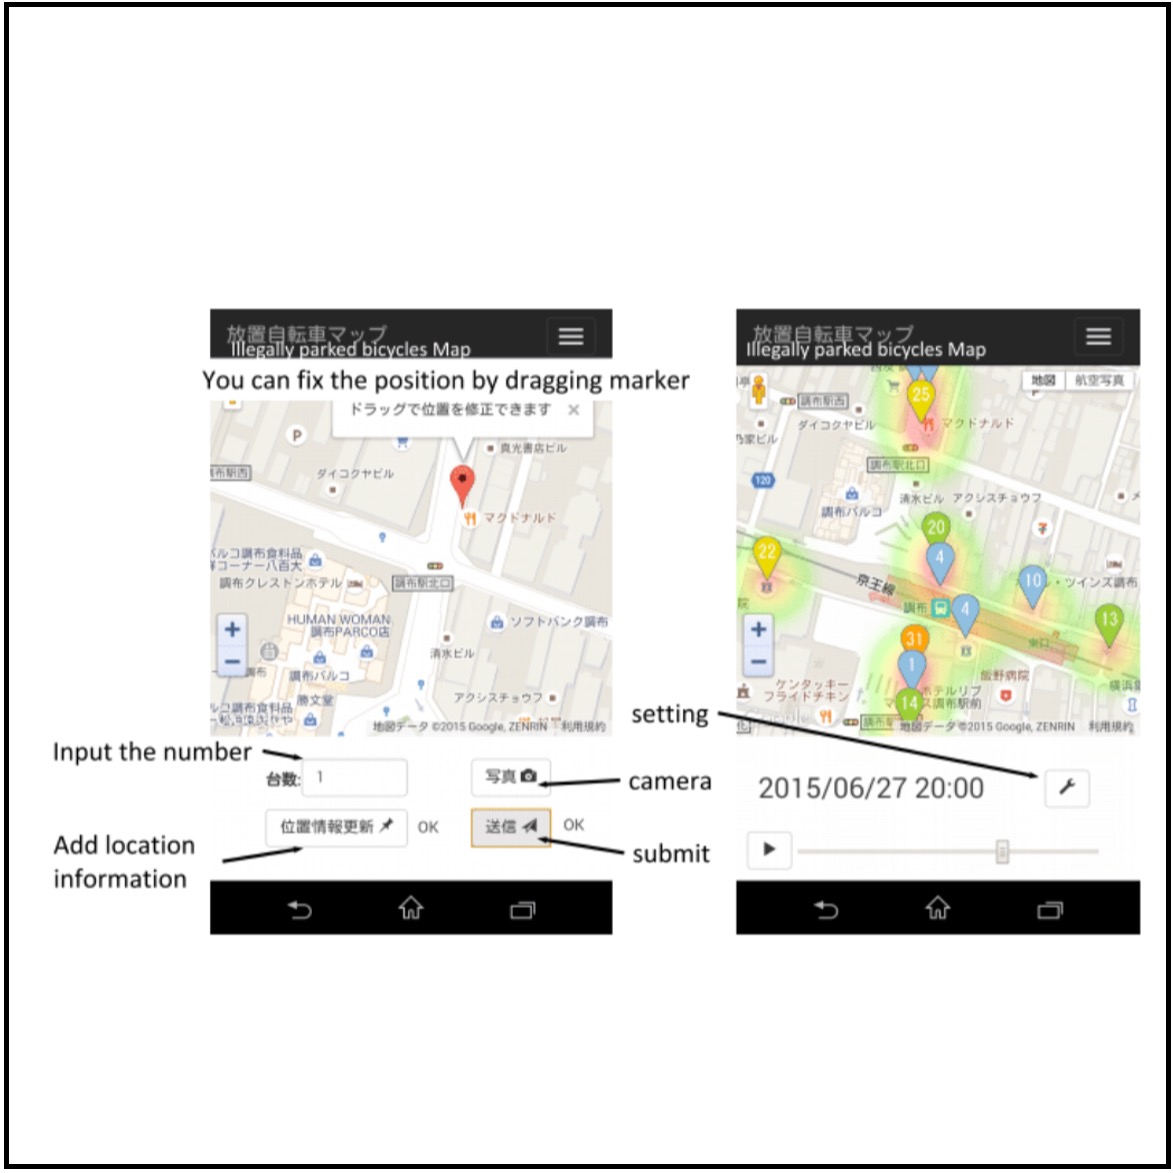 放置自転車マップ
Illegally parked bicycles Map
You can fix the position by dragging marker
ドラッグで位置を修正できます ×
P
真光書店ビル
布駅西
ダイコクヤビル
マクドナルド
パルコ調布食料品
洋コーナー八百大
調布クレストンホテル
調布駅北口
HUMAN WOMAN
調布PARCO店
ソフトバンク調布
+
−
清水ビル
調布パルコ
勝文堂
アクシスチョウフ
パルコ調布食料品
地図データ ©2015 Google, ZENRIN 利用規約
Input the number
台数: 1
写真
camera
位置情報更新 OK
送信 OK
Add location
information
submit
放置自転車マップ
Illegally parked bicycles Map
地図 航空写真
25
調布駅西
ダイコクヤビル
マクドナルド
乃家ビル
調布駅北口
120
清水ビル アクシスチョウフ
調布パルコ
20
22
4
京王線
10
・ツインズ調布
院
調布
4
13
31
東口
+
−
1
飯野病院
ケンタッキー
フライドチキン
ホテルリブ
マックス調布駅前
横浜
14
地図データ ©2015 Google, ZENRIN 利用規約
setting
2015/06/27 20:00